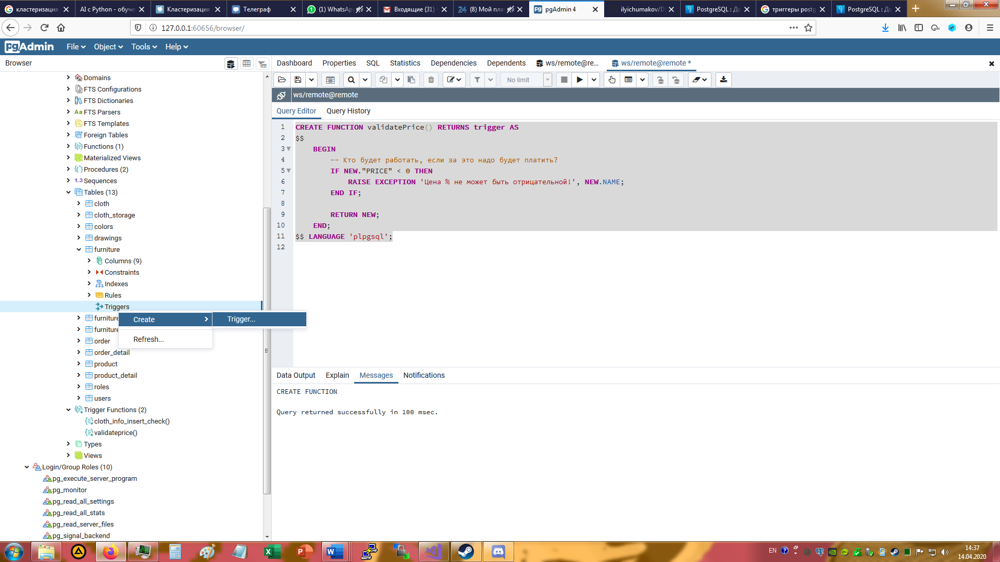 кластеризация
AI с Python - обуче
Кластеризация
Телеграф
(1) WhatsAp
Входящие (31) -
24 (8) Мой пла
pgAdmin 4
ilyichumakov/D
PostgreSQL : До
триггеры postg
PostgreSQL : До
127.0.0.1:60656/browser/
pgAdmin
File
Object
Tools
Help
Browser
Dashboard
Properties
SQL
Statistics
Dependencies
Dependents
ws/remote@re...
ws/remote@remote *
No limit
ws/remote@remote
Query Editor
Query History
Domains
FTS Configurations
FTS Dictionaries
Aa FTS Parsers
FTS Templates
Foreign Tables
Functions (1)
Materialized Views
Procedures (2)
1..3 Sequences
Tables (13)
cloth
cloth_storage
colors
drawings
furniture
Columns (9)
Constraints
Indexes
Rules
Triggers
furniture
furniture
order
order_detail
product
product_detail
roles
users
Trigger Functions (2)
cloth_info_insert_check()
validateprice()
Types
Views
Login/Group Roles (10)
pg_execute_server_program
pg_monitor
pg_read_all_settings
pg_read_all_stats
pg_read_server_files
pg_signal_backend
Create
Trigger...
Refresh...
1 CREATE FUNCTION validatePrice() RETURNS trigger AS
2 $$
3 BEGIN
4 -- Кто будет работать, если за это надо будет платить?
5 IF NEW."PRICE" < 0 THEN
6 RAISE EXCEPTION 'Цена % не может быть отрицательной!', NEW.NAME;
7 END IF;
8
9 RETURN NEW;
10 END;
11 $$ LANGUAGE 'plpgsql';
12
Data Output
Explain
Messages
Notifications
CREATE FUNCTION
Query returned successfully in 100 msec.
EN
14:37
14.04.2020